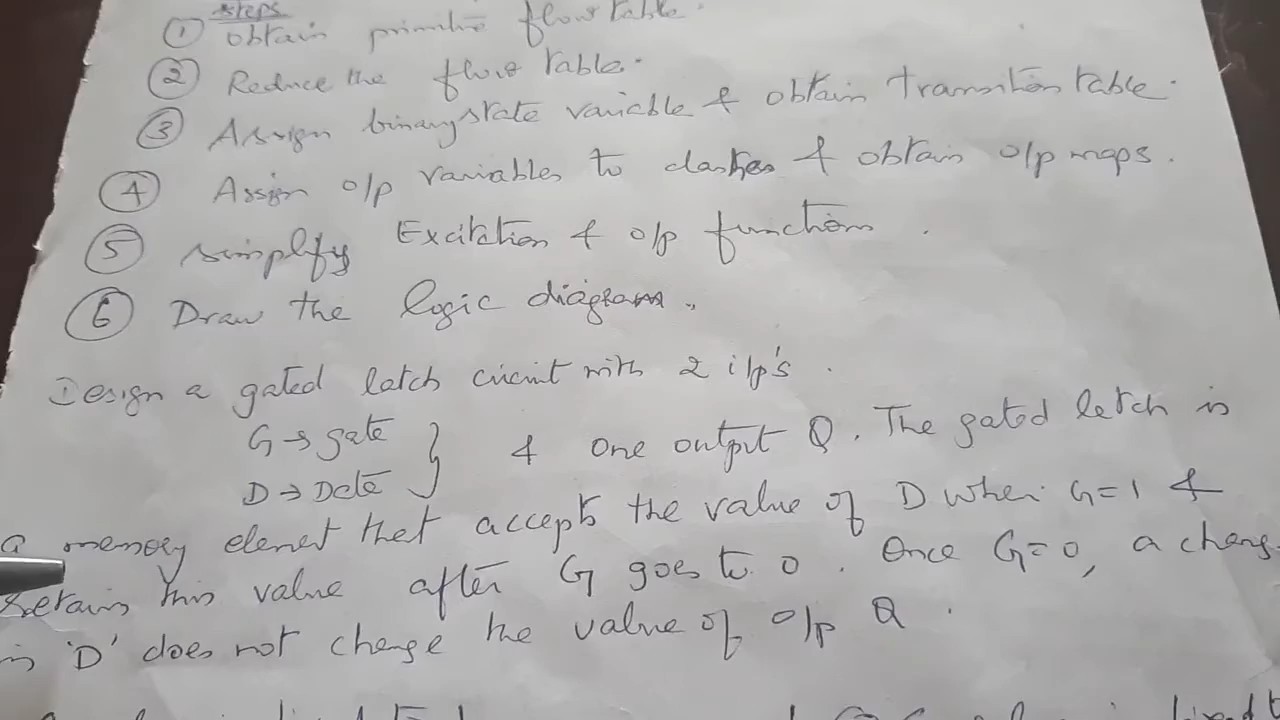 steps
① obtain primitive flow table.
② Reduce the flow table.
③ Assign binary state variable & obtain transition table.
④ Assign o/p variables to dashes & obtain o/p maps.
⑤ simplify Excitation & o/p functions.
⑥ Draw the logic diagram.
Design a gated latch circuit with 2 i/p's.
G → gate
D → Data } & one output Q. The gated latch is
a memory element that accepts the value of D when G=1 &
retains this value after G goes to 0. Once G=0, a chang
in 'D' does not change the value of o/p Q.